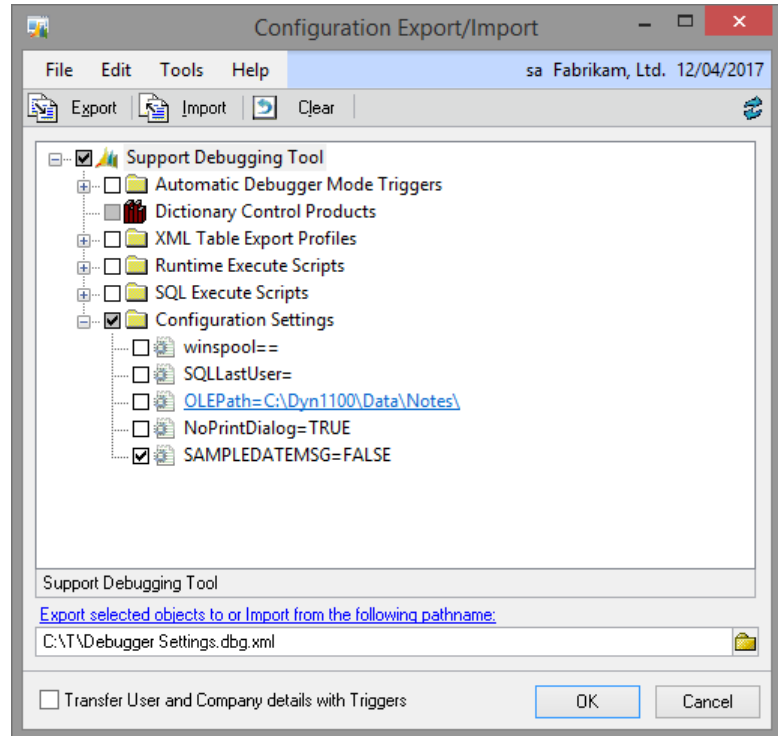 Configuration Export/Import
File Edit Tools Help sa Fabrikam, Ltd. 12/04/2017
Export Import Clear
Support Debugging Tool
Automatic Debugger Mode Triggers
Dictionary Control Products
XML Table Export Profiles
Runtime Execute Scripts
SQL Execute Scripts
Configuration Settings
winspool==
SQLLastUser=
OLEPath=C:\Dyn1100\Data\Notes\
NoPrintDialog=TRUE
SAMPLEDATEMSG=FALSE
Support Debugging Tool
Export selected objects to or Import from the following pathname:
C:\T\Debugger Settings.dbg.xml
Transfer User and Company details with Triggers OK Cancel